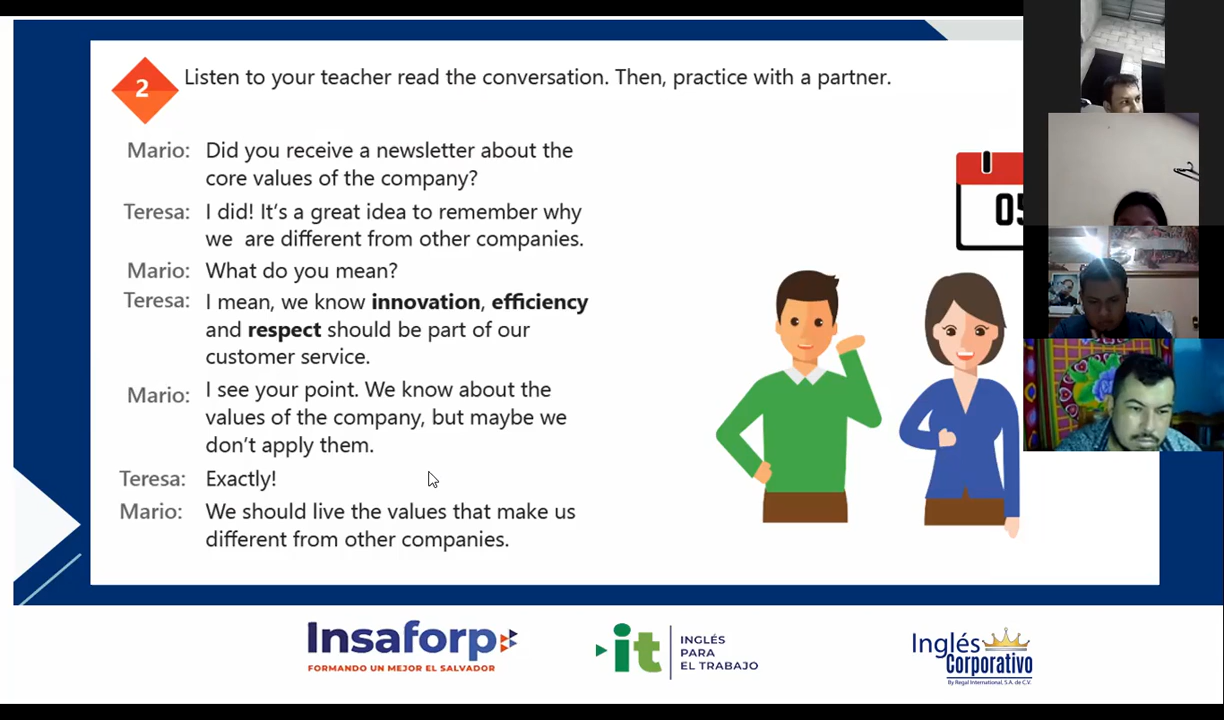 2
Listen to your teacher read the conversation. Then, practice with a partner.
Mario: Did you receive a newsletter about the
core values of the company?
Teresa: I did! It's a great idea to remember why
we are different from other companies.
Mario: What do you mean?
Teresa: I mean, we know innovation, efficiency
and respect should be part of our
customer service.
Mario: I see your point. We know about the
values of the company, but maybe we
don't apply them.
Teresa: Exactly!
Mario: We should live the values that make us
different from other companies.
05
Insaforp
FORMANDO UN MEJOR EL SALVADOR
it
INGLÉS
PARA
EL TRABAJO
Inglés
Corporativo
By Regal International, S.A. de C.V.